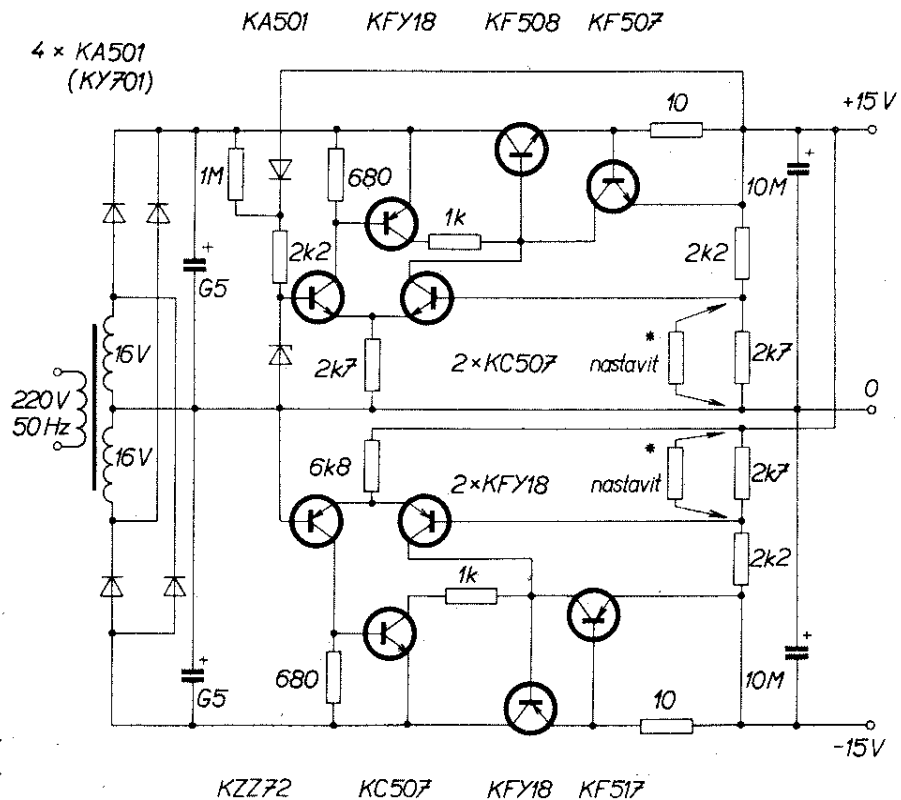 KA501 KFY18 KF508 KF507
4 × KA501
(KY701)
10
+15V
1M
680
10M
1k
2k2
2k2
+
G5
+
*
16V
2k7
2×KC507
nastavit
2k7
220V
50Hz
0
16V
6k8
2×KFY18
*
nastavit
2k7
2k2
1k
+
G5
680
+
10M
10
-15V
KZZ72 KC507 KFY18 KF517